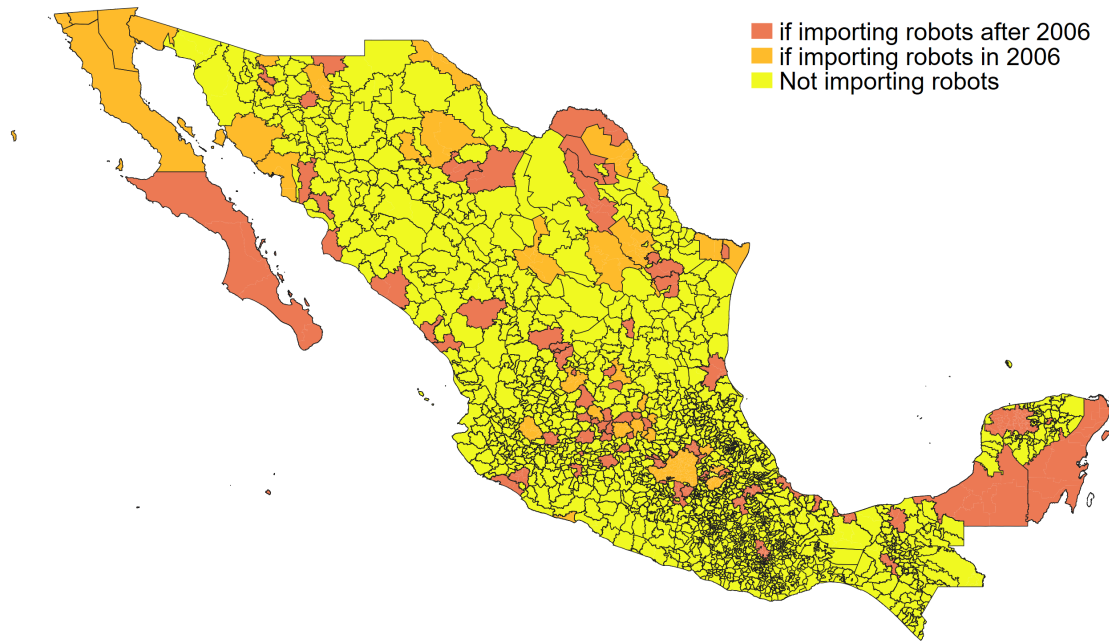 if importing robots after 2006
if importing robots in 2006
Not importing robots